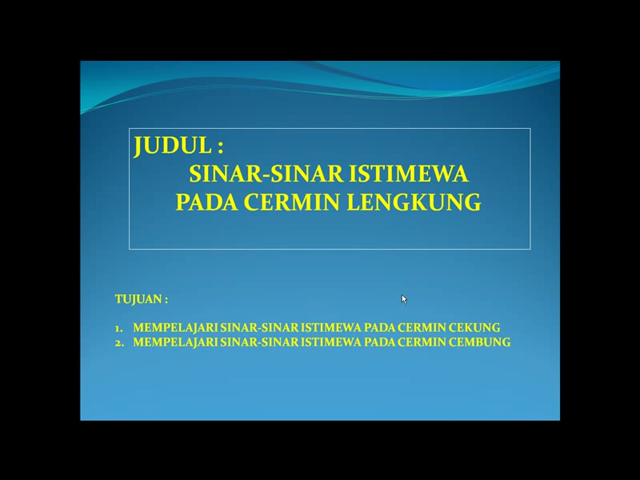 JUDUL :
SINAR-SINAR ISTIMEWA
PADA CERMIN LENGKUNG
TUJUAN :
1. MEMPELAJARI SINAR-SINAR ISTIMEWA PADA CERMIN CEKUNG
2. MEMPELAJARI SINAR-SINAR ISTIMEWA PADA CERMIN CEMBUNG